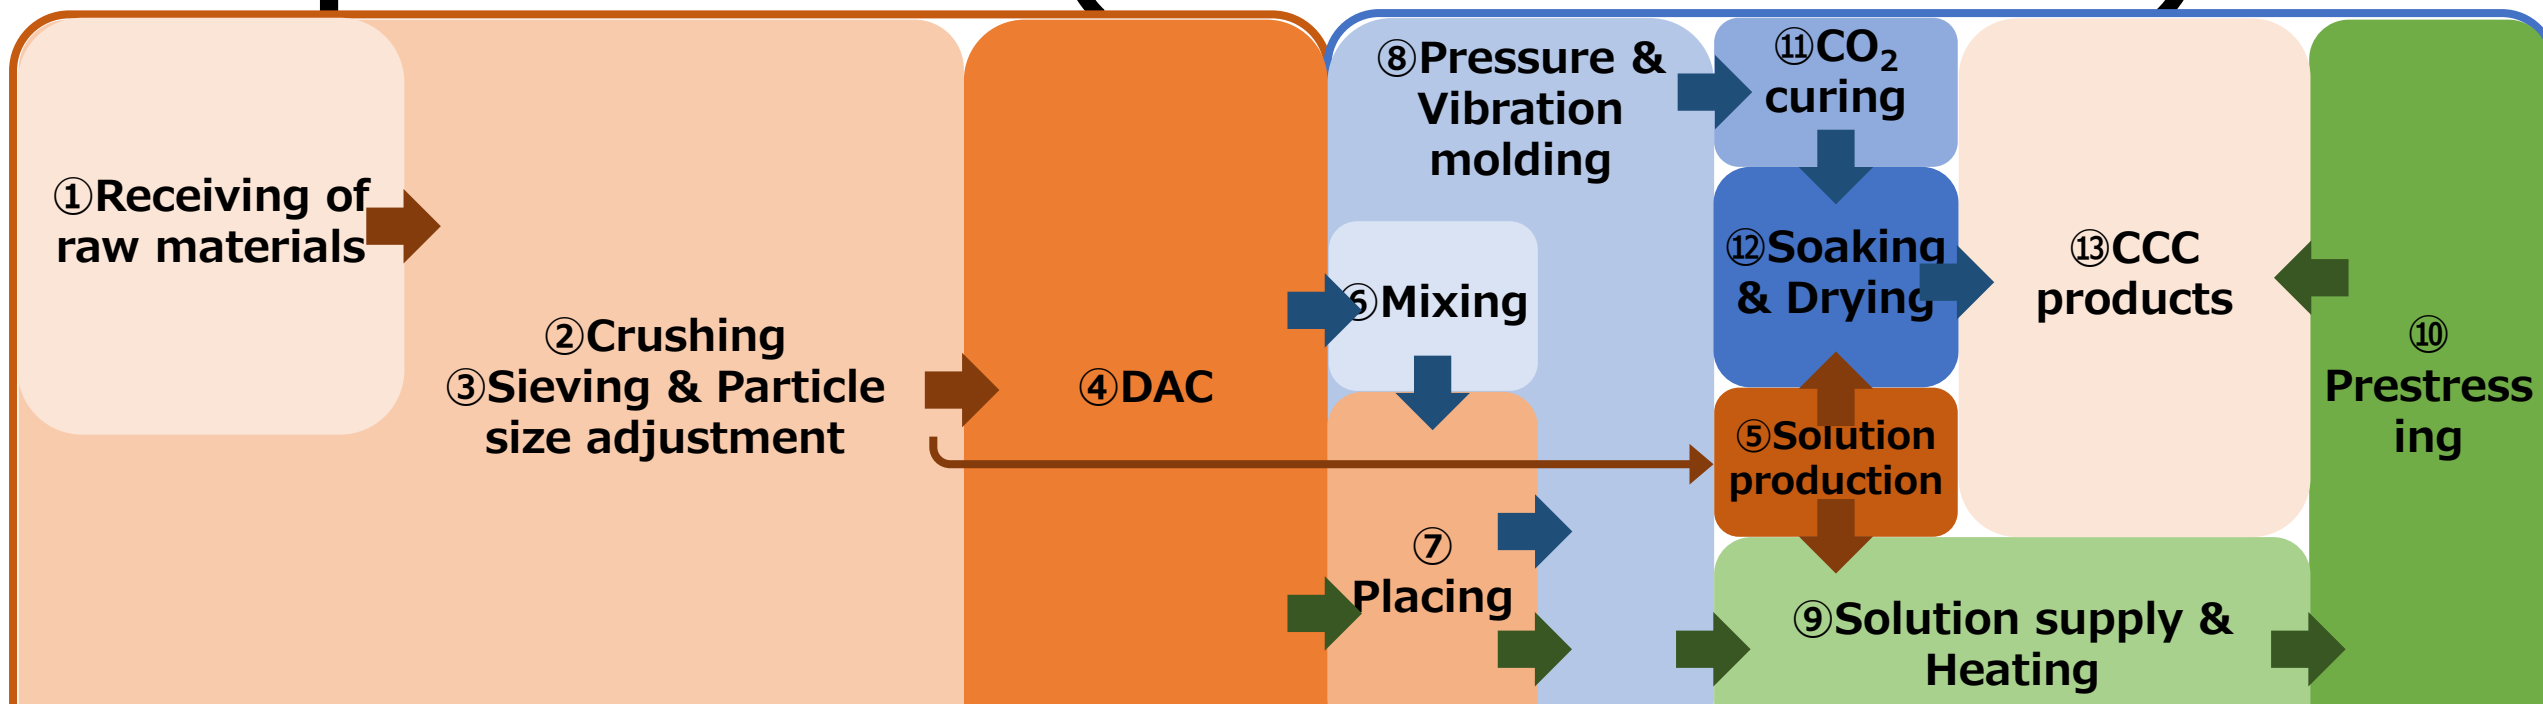 ①Receiving of
raw materials
②Crushing
③Sieving & Particle
size adjustment
④DAC
⑧Pressure &
Vibration
molding
⑥Mixing
⑦
Placing
⑪CO₂
curing
⑫Soaking
& Drying
⑤Solution
production
⑨Solution supply &
Heating
⑬CCC
products
⑩
Prestress
ing